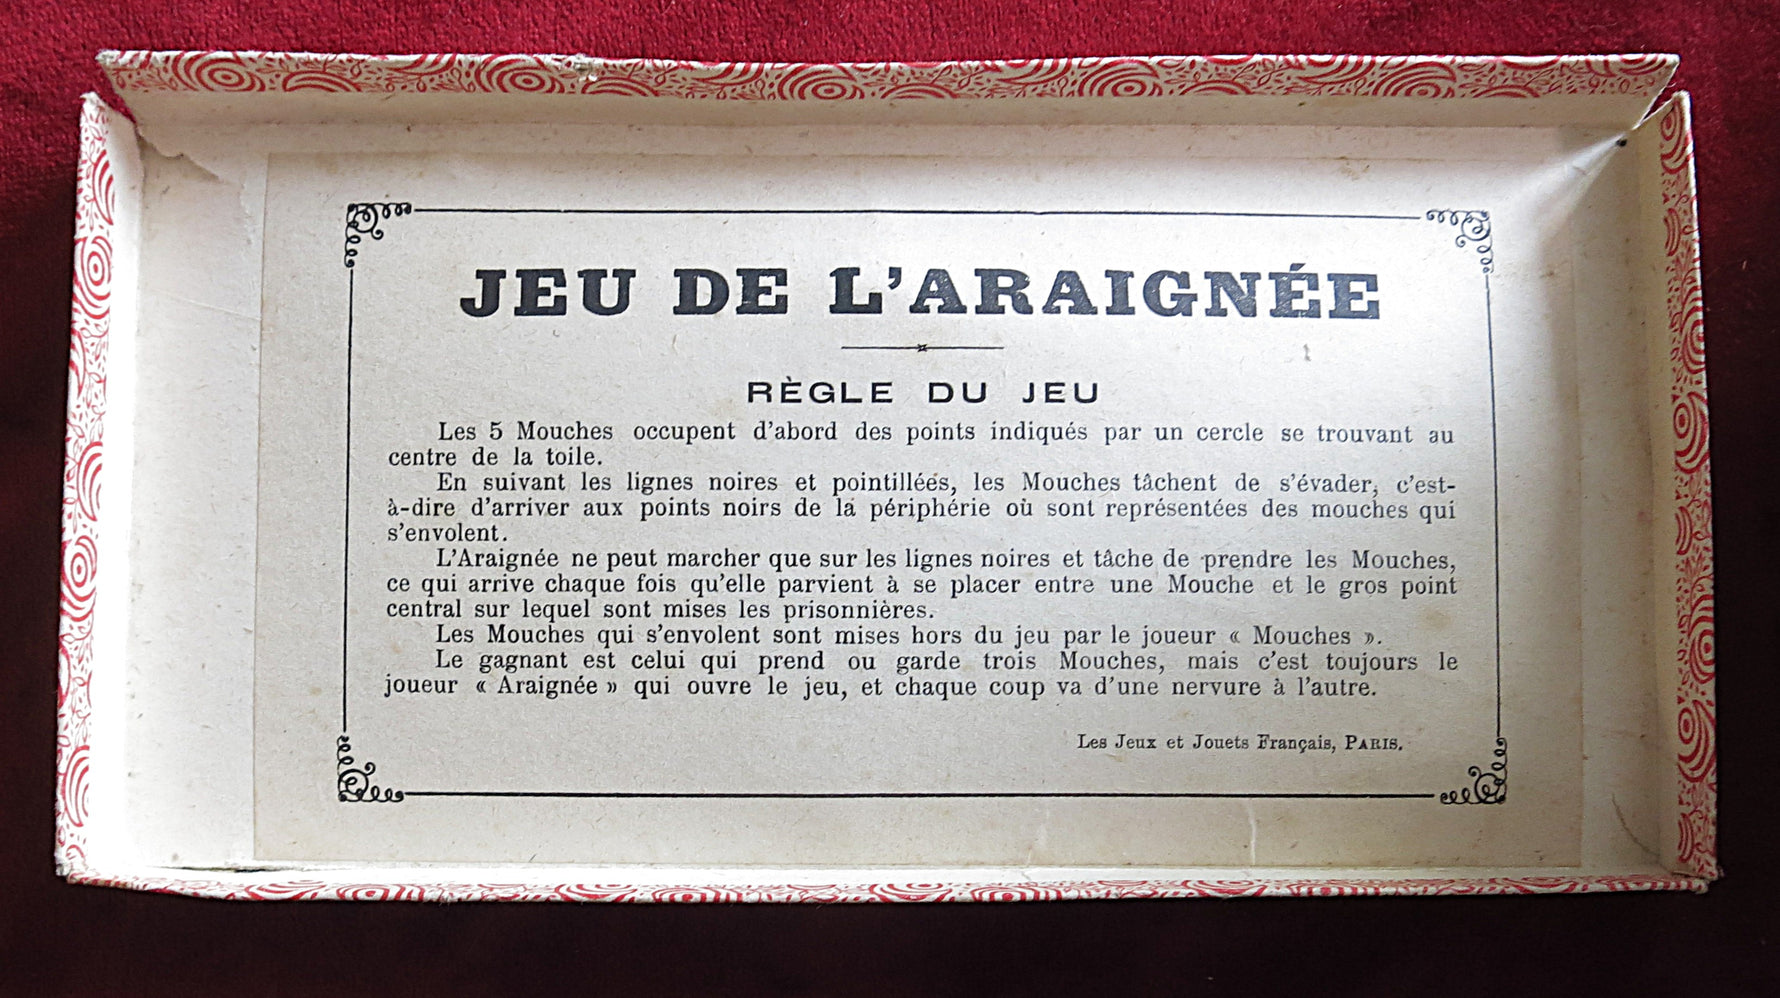 JEU DE L'ARAIGNÉE
RÈGLE DU JEU
Les 5 Mouches occupent d'abord des points indiqués par un cercle se trouvant au
centre de la toile.
En suivant les lignes noires et pointillées, les Mouches tâchent de s'évader, c'est-
à-dire d'arriver aux points noirs de la périphérie où sont représentées des mouches qui
s'envolent.
L'Araignée ne peut marcher que sur les lignes noires et tâche de prendre les Mouches,
ce qui arrive chaque fois qu'elle parvient à se placer entre une Mouche et le gros point
central sur lequel sont mises les prisonnières.
Les Mouches qui s'envolent sont mises hors du jeu par le joueur « Mouches ».
Le gagnant est celui qui prend ou garde trois Mouches, mais c'est toujours le
joueur « Araignée » qui ouvre le jeu, et chaque coup va d'une nervure à l'autre.
Les Jeux et Jouets Français, PARIS.